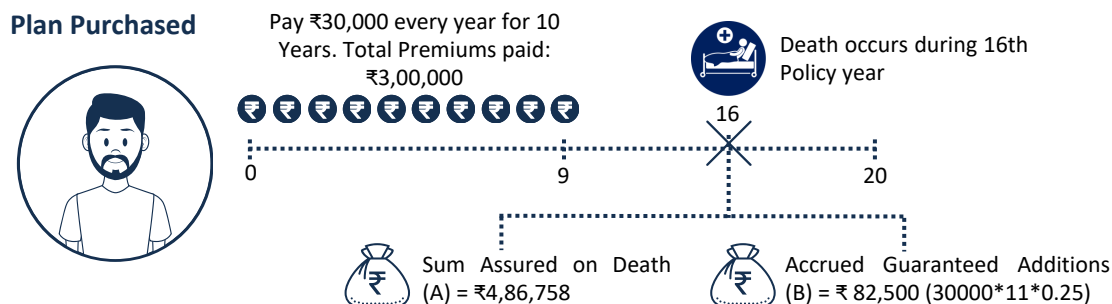 Plan Purchased
Pay ₹30,000 every year for 10
Years. Total Premiums paid:
₹3,00,000
₹ ₹ ₹ ₹ ₹ ₹ ₹ ₹ ₹ ₹
Death occurs during 16th
Policy year
16
0
9
20
₹
Sum Assured on Death
(A) = ₹4,86,758
₹
Accrued Guaranteed Additions
(B) = ₹ 82,500 (30000*11*0.25)